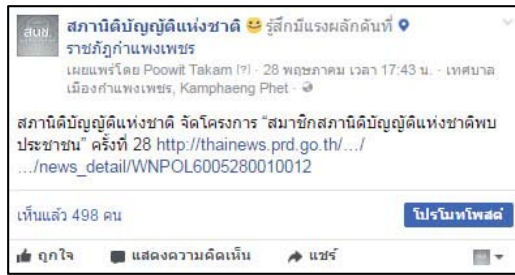 สนช.
สภานิติบัญญัติแห่งชาติ 😀 รู้สึกมีแรงผลักดันที่
ราชภัฏกำแพงเพชร
เผยแพร่โดย Poowit Takam [?] · 28 พฤษภาคม เวลา 17:43 น. · เทศบาล
เมืองกำแพงเพชร, Kamphaeng Phet ·
สภานิติบัญญัติแห่งชาติ จัดโครงการ “สมาชิกสภานิติบัญญัติแห่งชาติพบ
ประชาชน” ครั้งที่ 28 http://thainews.prd.go.th/…/
…/news_detail/WNPOL6005280010012
เห็นแล้ว 498 คน
โปรโมทโพสต์
ถูกใจ แสดงความคิดเห็น แชร์